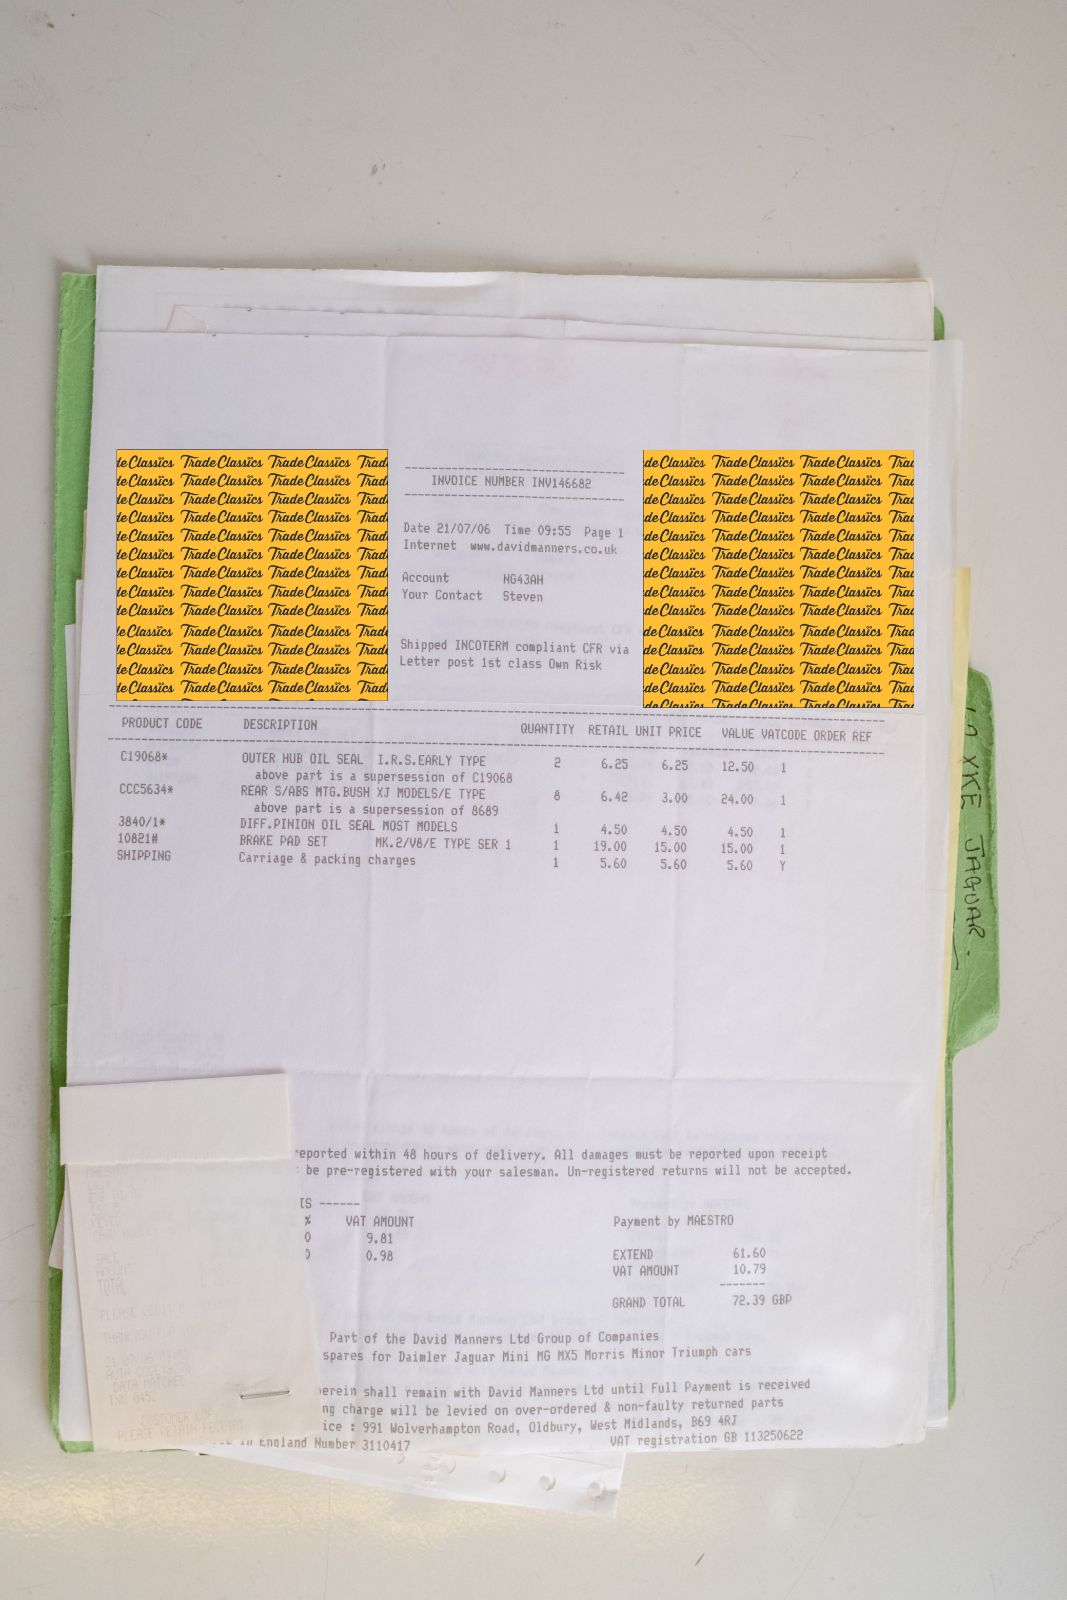 TradeClassics TradeClassics
INVOICE NUMBER INV146682
Date 21/07/06 Time 09:55 Page 1
Internet www.davidmanners.co.uk
Account NG43AH
Your Contact Steven
Shipped INCOTERM compliant CFR via
Letter post 1st class Own Risk
PRODUCT CODE DESCRIPTION QUANTITY RETAIL UNIT PRICE VALUE VATCODE ORDER REF
C19068* OUTER HUB OIL SEAL I.R.S.EARLY TYPE 2 6.25 6.25 12.50 1
above part is a supersession of C19068
CCC5634* REAR S/ABS MTG.BUSH XJ MODELS/E TYPE 8 6.42 3.00 24.00 1
above part is a supersession of 8689
3840/1* DIFF.PINION OIL SEAL MOST MODELS 1 4.50 4.50 4.50 1
10821# BRAKE PAD SET MK.2/V8/E TYPE SER 1 1 19.00 15.00 15.00 1
SHIPPING Carriage & packing charges 1 5.60 5.60 5.60 Y
XKE JAGUAR.
reported within 48 hours of delivery. All damages must be reported upon receipt
be pre-registered with your salesman. Un-registered returns will not be accepted.
------
% VAT AMOUNT Payment by MAESTRO
9.81
0.98
EXTEND 61.60
VAT AMOUNT 10.79
-------
GRAND TOTAL 72.39 GBP
Part of the David Manners Ltd Group of Companies
spares for Daimler Jaguar Mini MG MX5 Morris Minor Triumph cars
shall remain with David Manners Ltd until Full Payment is received
charge will be levied on over-ordered & non-faulty returned parts
: 991 Wolverhampton Road, Oldbury, West Midlands, B69 4RJ
in England Number 3110417 VAT registration GB 113250622
SALE
TOTAL
THANK YOU
CUSTOMER COPY
PLEASE RETAIN RECEIPT